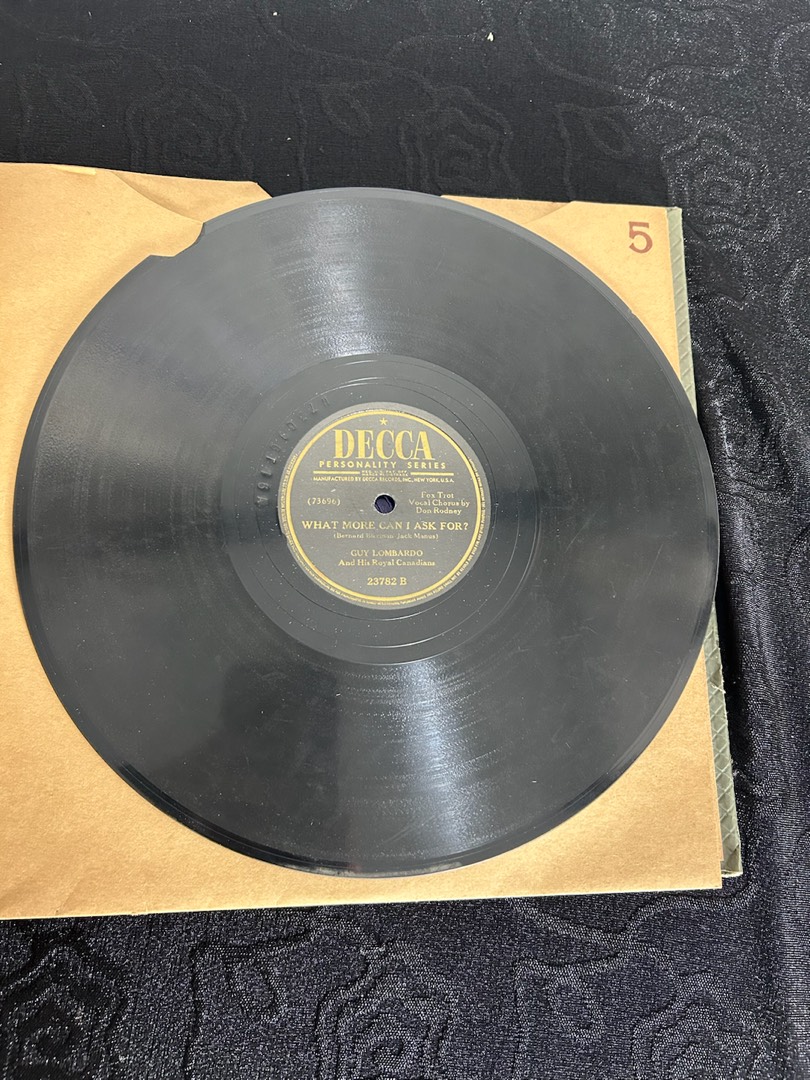 5
DECCA
PERSONALITY SERIES
MANUFACTURED BY DECCA RECORDS, INC., NEW YORK, U.S.A.
(73696)
Fox Trot
Vocal Chorus by
Don Rodney
WHAT MORE CAN I ASK FOR?
(Bernard Jack Manus)
GUY LOMBARDO
And His Royal Canadians
23782 B